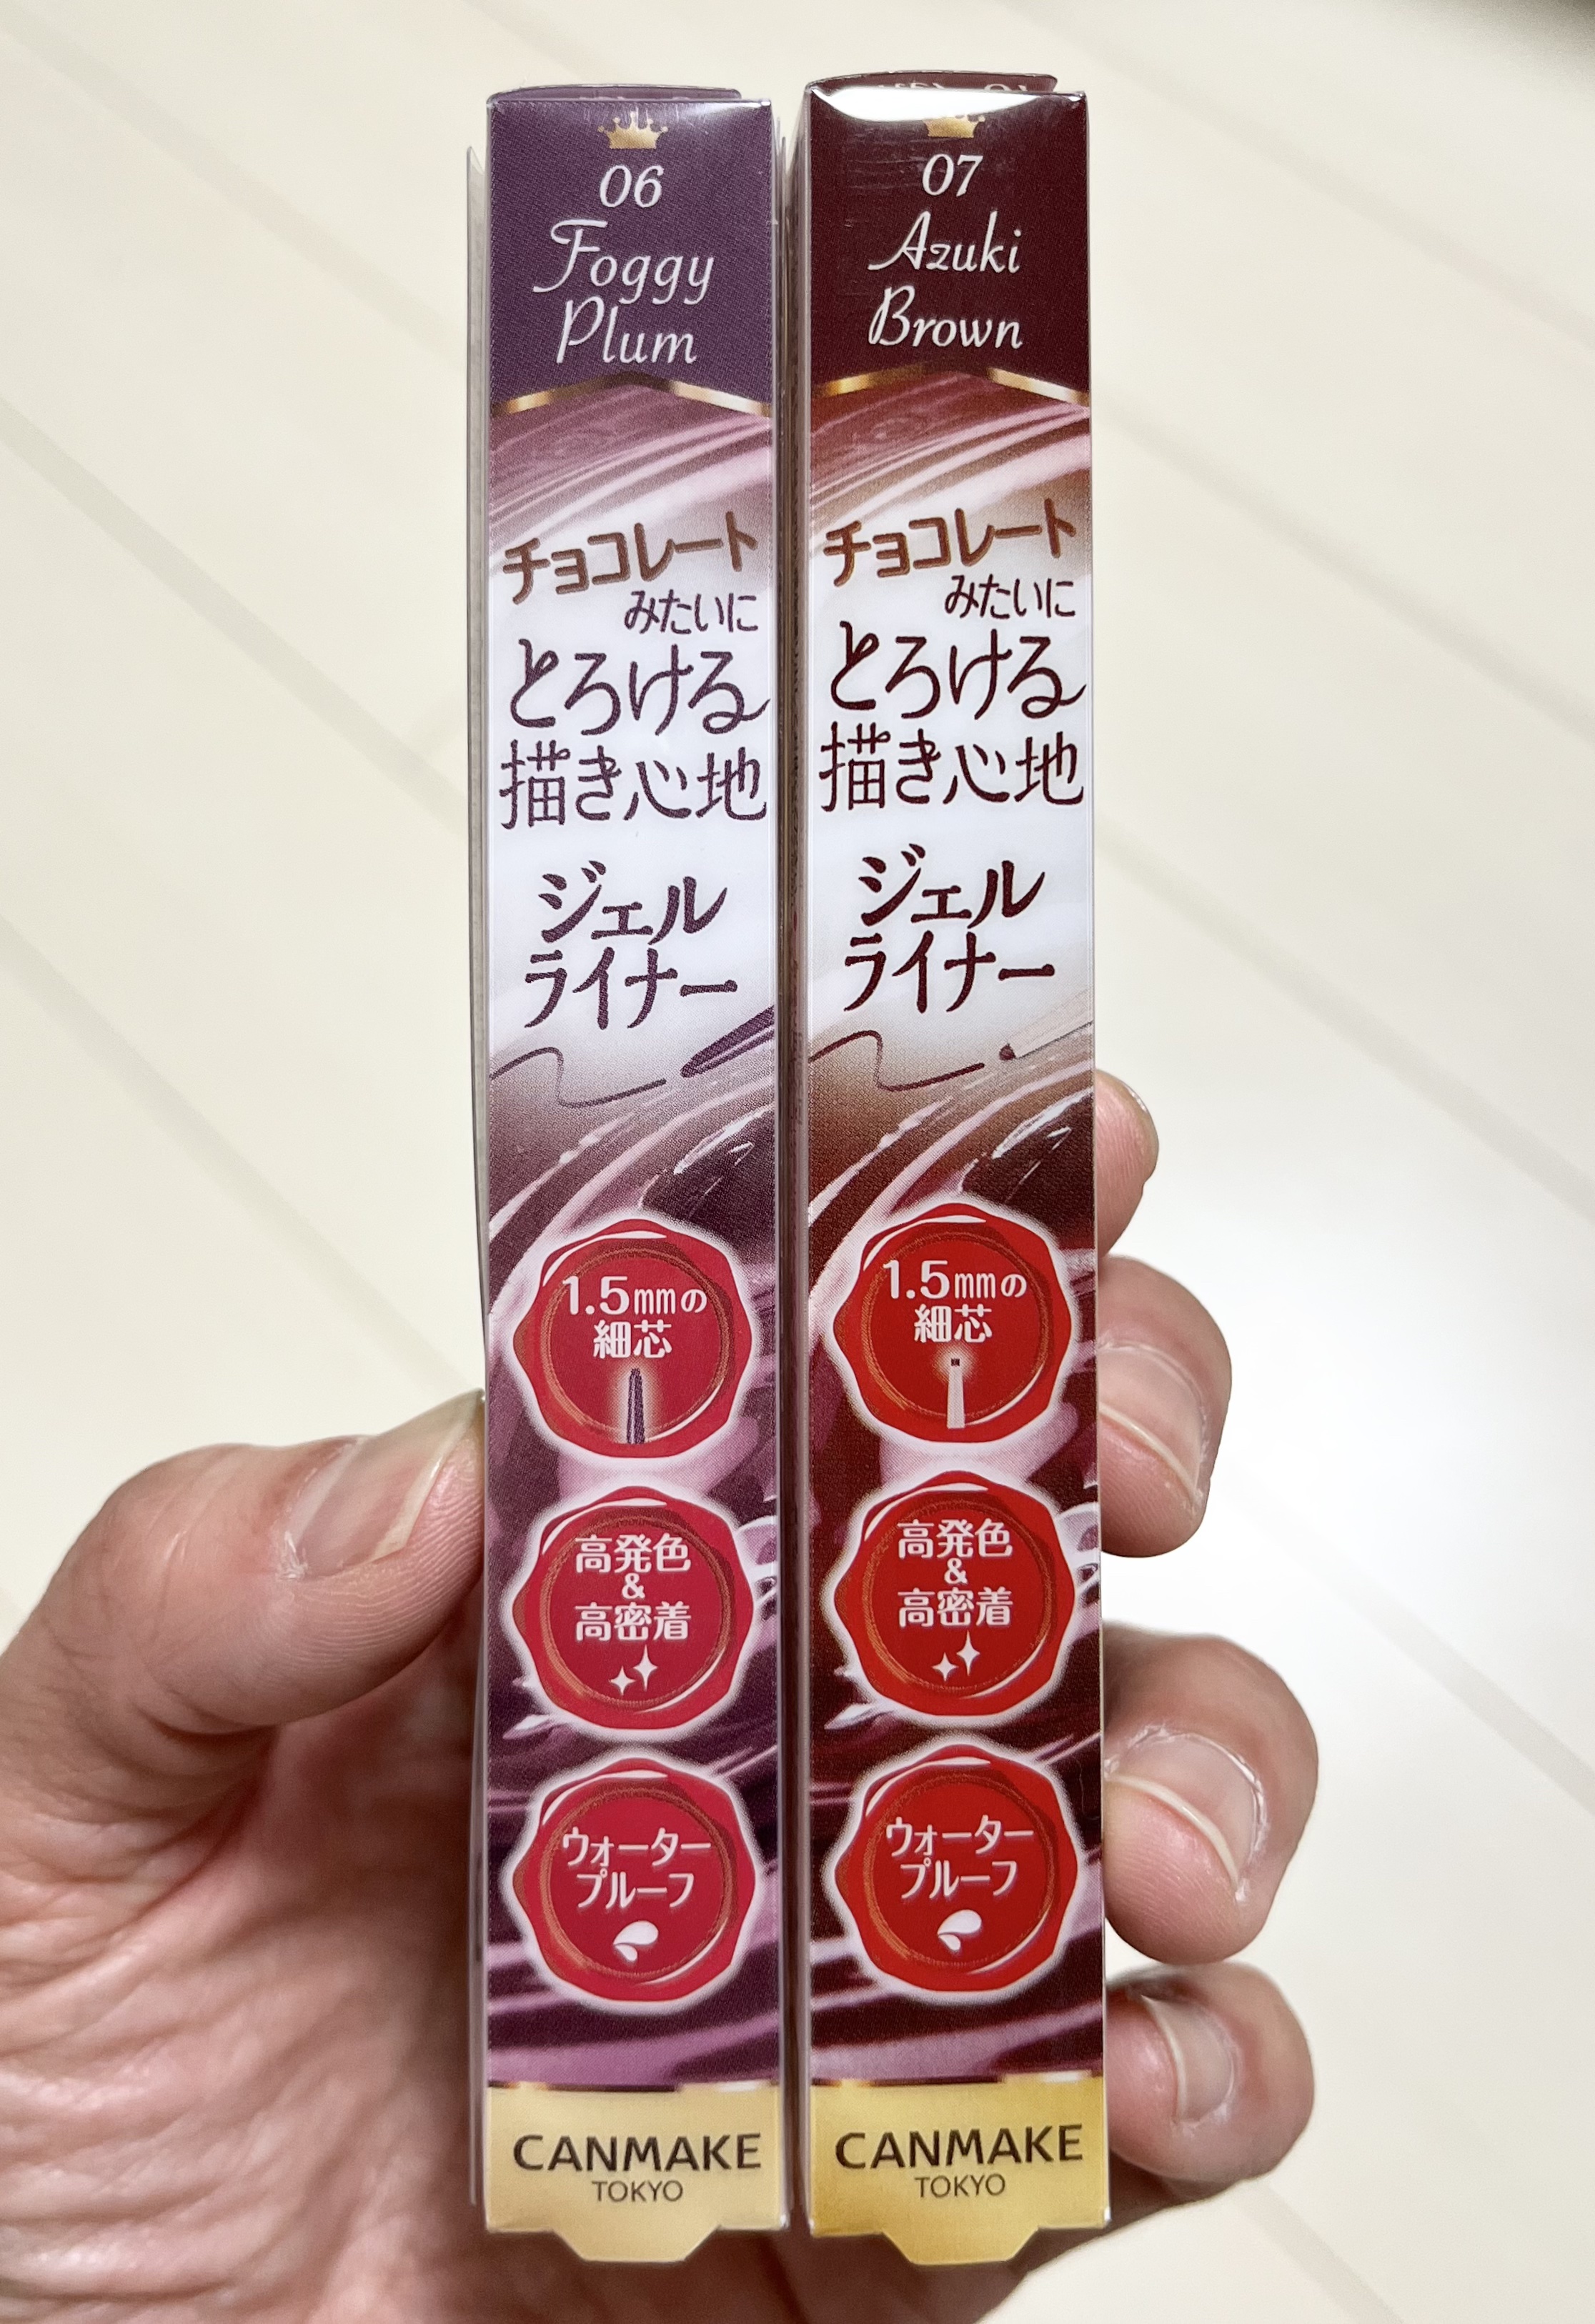 06
Foggy
Plum
チョコレート
みたいに
とろける
描き心地
ジェル
ライナー
1.5mmの
細芯
高発色
&
高密着
ウォーター
プルーフ
CANMAKE
TOKYO
07
Azuki
Brown
チョコレート
みたいに
とろける
描き心地
ジェル
ライナー
1.5mmの
細芯
高発色
&
高密着
ウォーター
プルーフ
CANMAKE
TOKYO